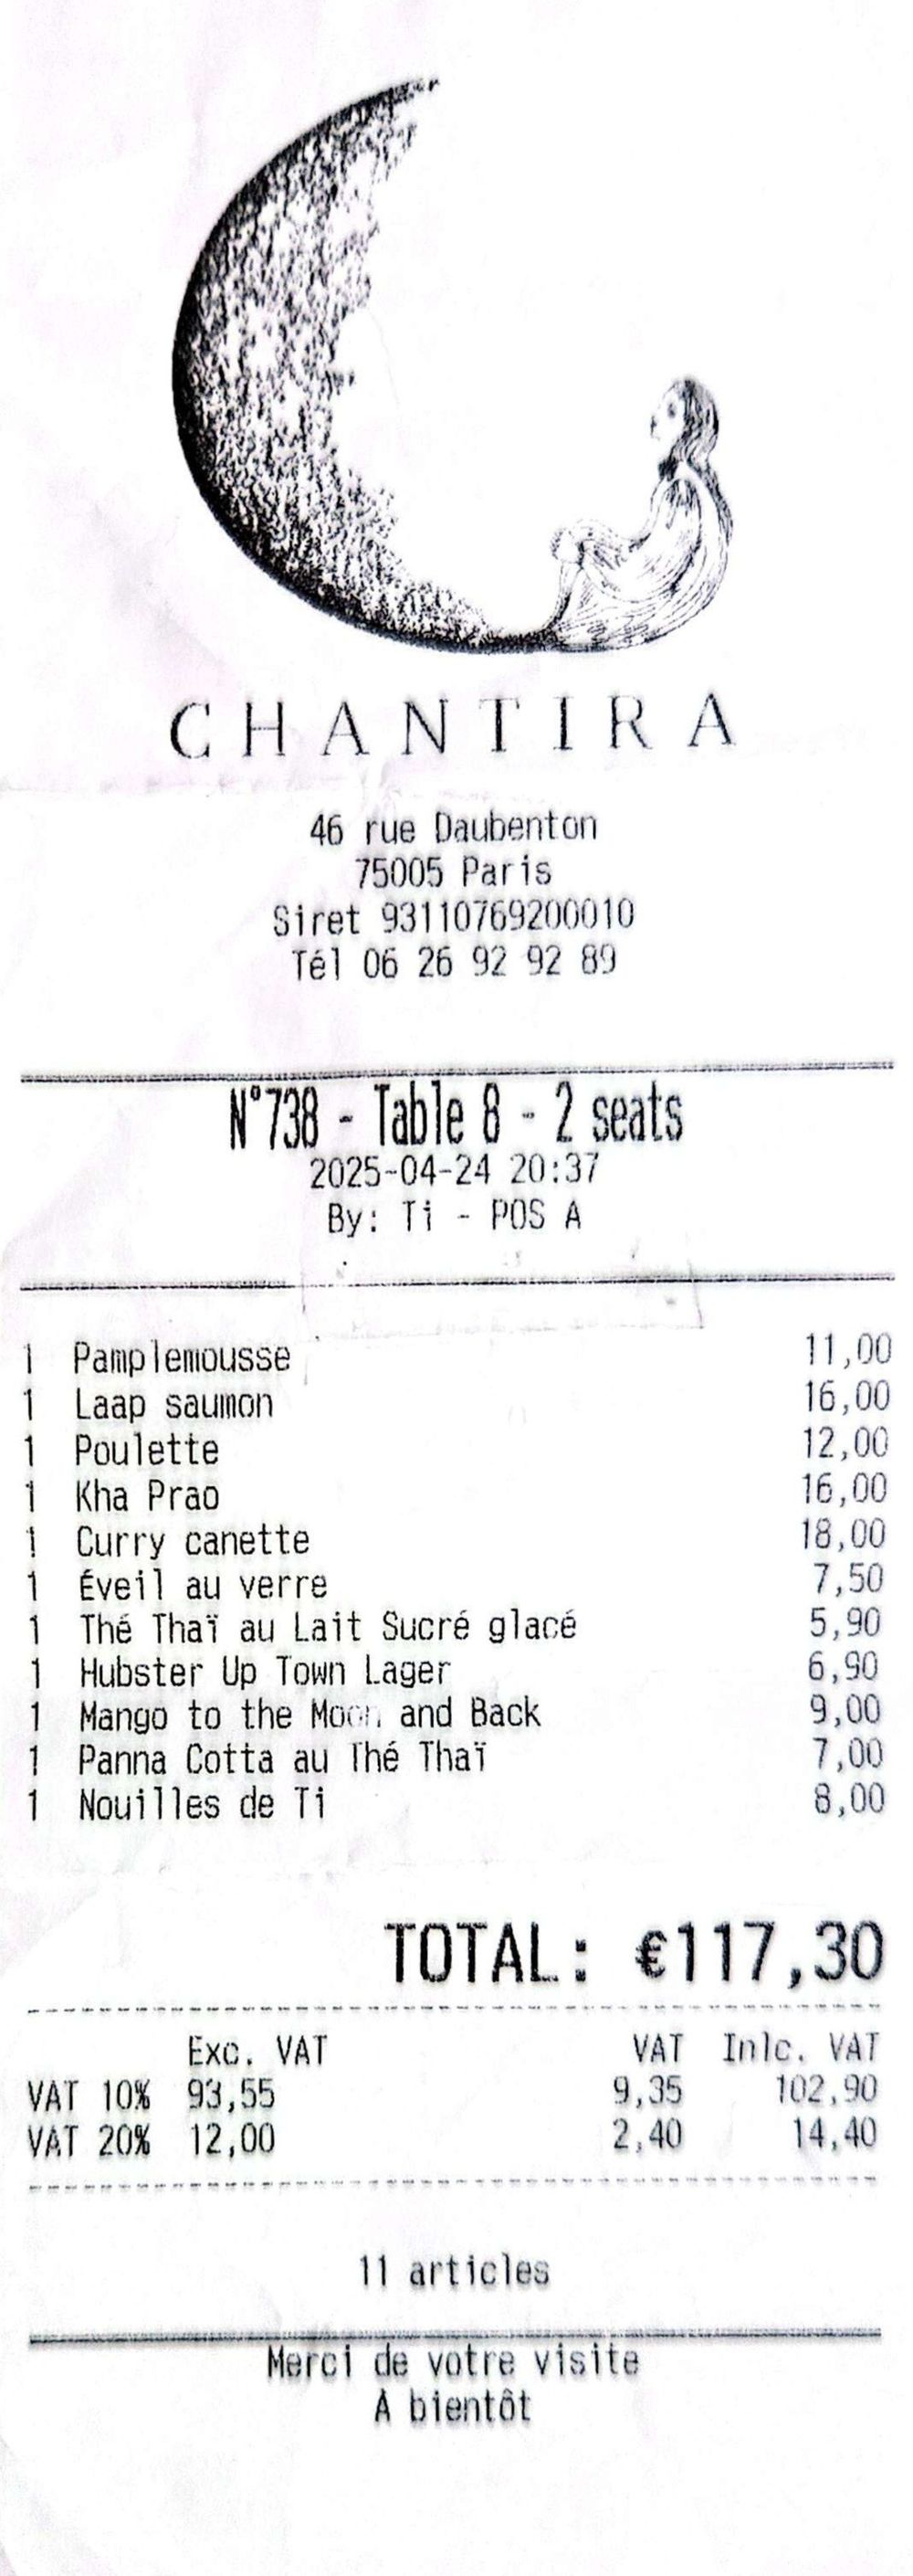 CHANTIRA
46 rue Daubenton
75005 Paris
Siret 93110769200010
Tél 06 26 92 92 89
N°738 - Table 8 - 2 seats
2025-04-24 20:37
By: Ti - POS A
1 Pamplemousse 11,00
1 Laap saumon 16,00
1 Poulette 12,00
1 Kha Prao 16,00
1 Curry canette 18,00
1 Éveil au verre 7,50
1 Thé Thaï au Lait Sucré glacé 5,90
1 Hubster Up Town Lager 6,90
1 Mango to the Moon and Back 9,00
1 Panna Cotta au Thé Thaï 7,00
1 Nouilles de Ti 8,00
TOTAL: €117,30
Exc. VAT VAT Inlc. VAT
VAT 10% 93,55 9,35 102,90
VAT 20% 12,00 2,40 14,40
11 articles
Merci de votre visite
A bientôt